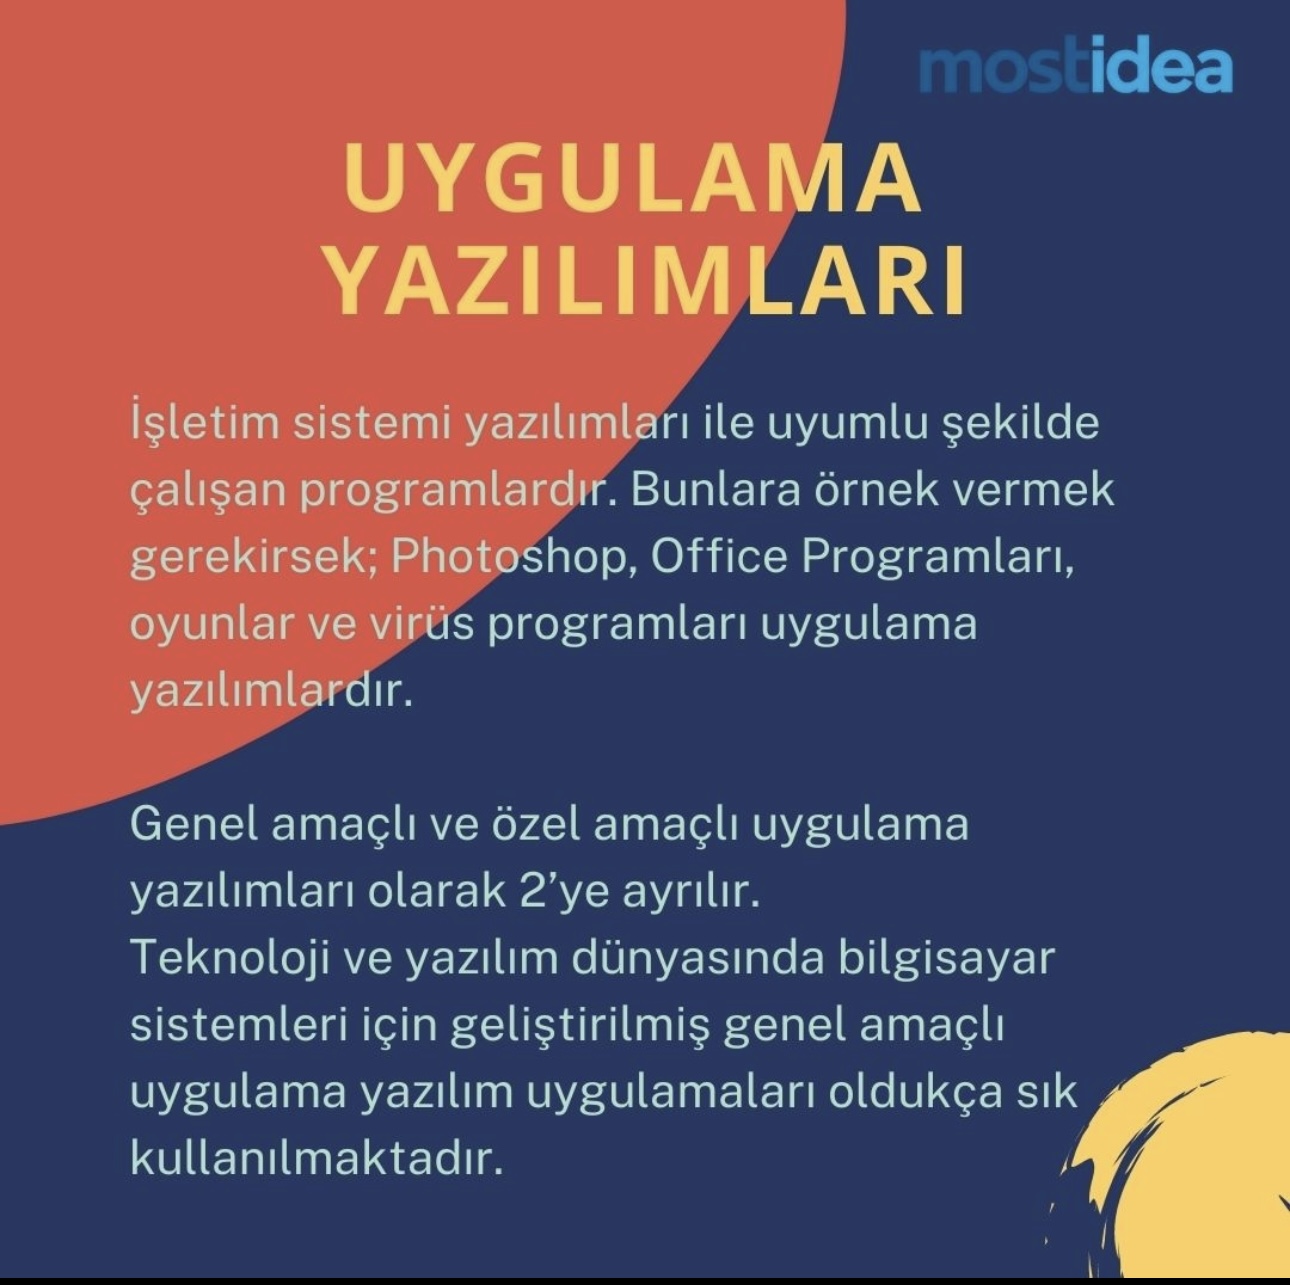 mostidea
UYGULAMA
YAZILIMLARI
İşletim sistemi yazılımları ile uyumlu şekilde
çalışan programlardır. Bunlara örnek vermek
gerekirsek; Photoshop, Office Programları,
oyunlar ve virüs programları uygulama
yazılımlardır.
Genel amaçlı ve özel amaçlı uygulama
yazılımları olarak 2’ye ayrılır.
Teknoloji ve yazılım dünyasında bilgisayar
sistemleri için geliştirilmiş genel amaçlı
uygulama yazılım uygulamaları oldukça sık
kullanılmaktadır.